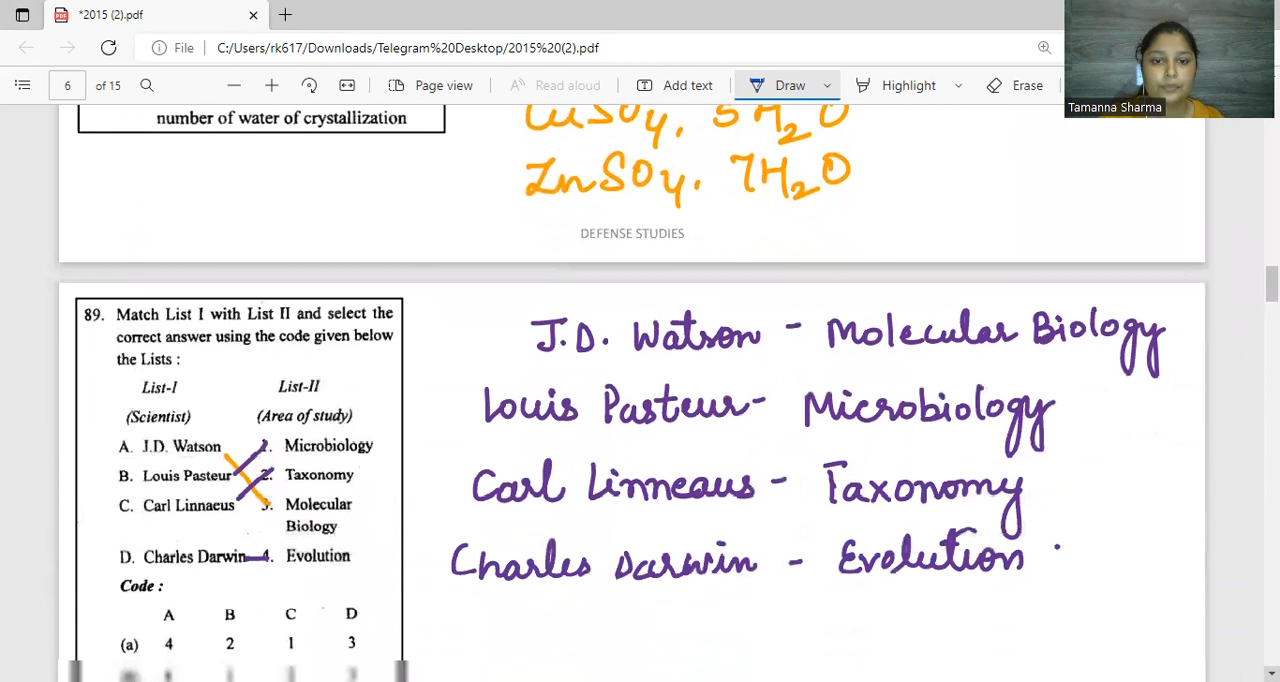 *2015 (2).pdf
File C:/Users/rk617/Downloads/Telegram%20Desktop/2015%20(2).pdf
6 of 15 Page view Read aloud Add text Draw Highlight Erase
Tamanna Sharma
number of water of crystallization
CuSO4. 5H2O
ZnSO4. 7H2O
DEFENSE STUDIES
89. Match List I with List II and select the
correct answer using the code given below
the Lists :
List-I List-II
(Scientist) (Area of study)
A. J.D. Watson 1. Microbiology
B. Louis Pasteur 2. Taxonomy
C. Carl Linnaeus 3. Molecular
Biology
D. Charles Darwin 4. Evolution
Code :
A B C D
(a) 4 2 1 3
J.D. Watson - Molecular Biology
Louis Pasteur - Microbiology
Carl Linneaus - Taxonomy
Charles Darwin - Evolution .